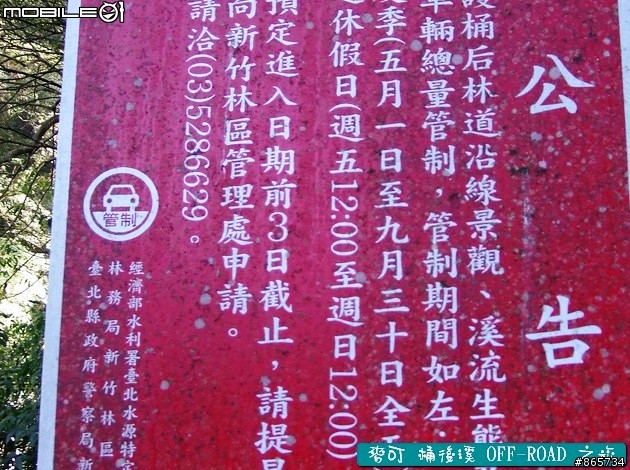 mobile01
公告
護桶后林道沿線景觀、溪流生態
車輛總量管制，管制期間如左：
季(五月一日至九月三十日全
休假日(週五12:00至週日12:00)
預定進入日期前3日截止，請提
向新竹林區管理處申請。
請洽(03)5286629。
管制
經濟部水利署臺北水源特定
林務局新竹林區
臺北縣政府警察局新
桶後溪 OFF-ROAD 之旅
#865734